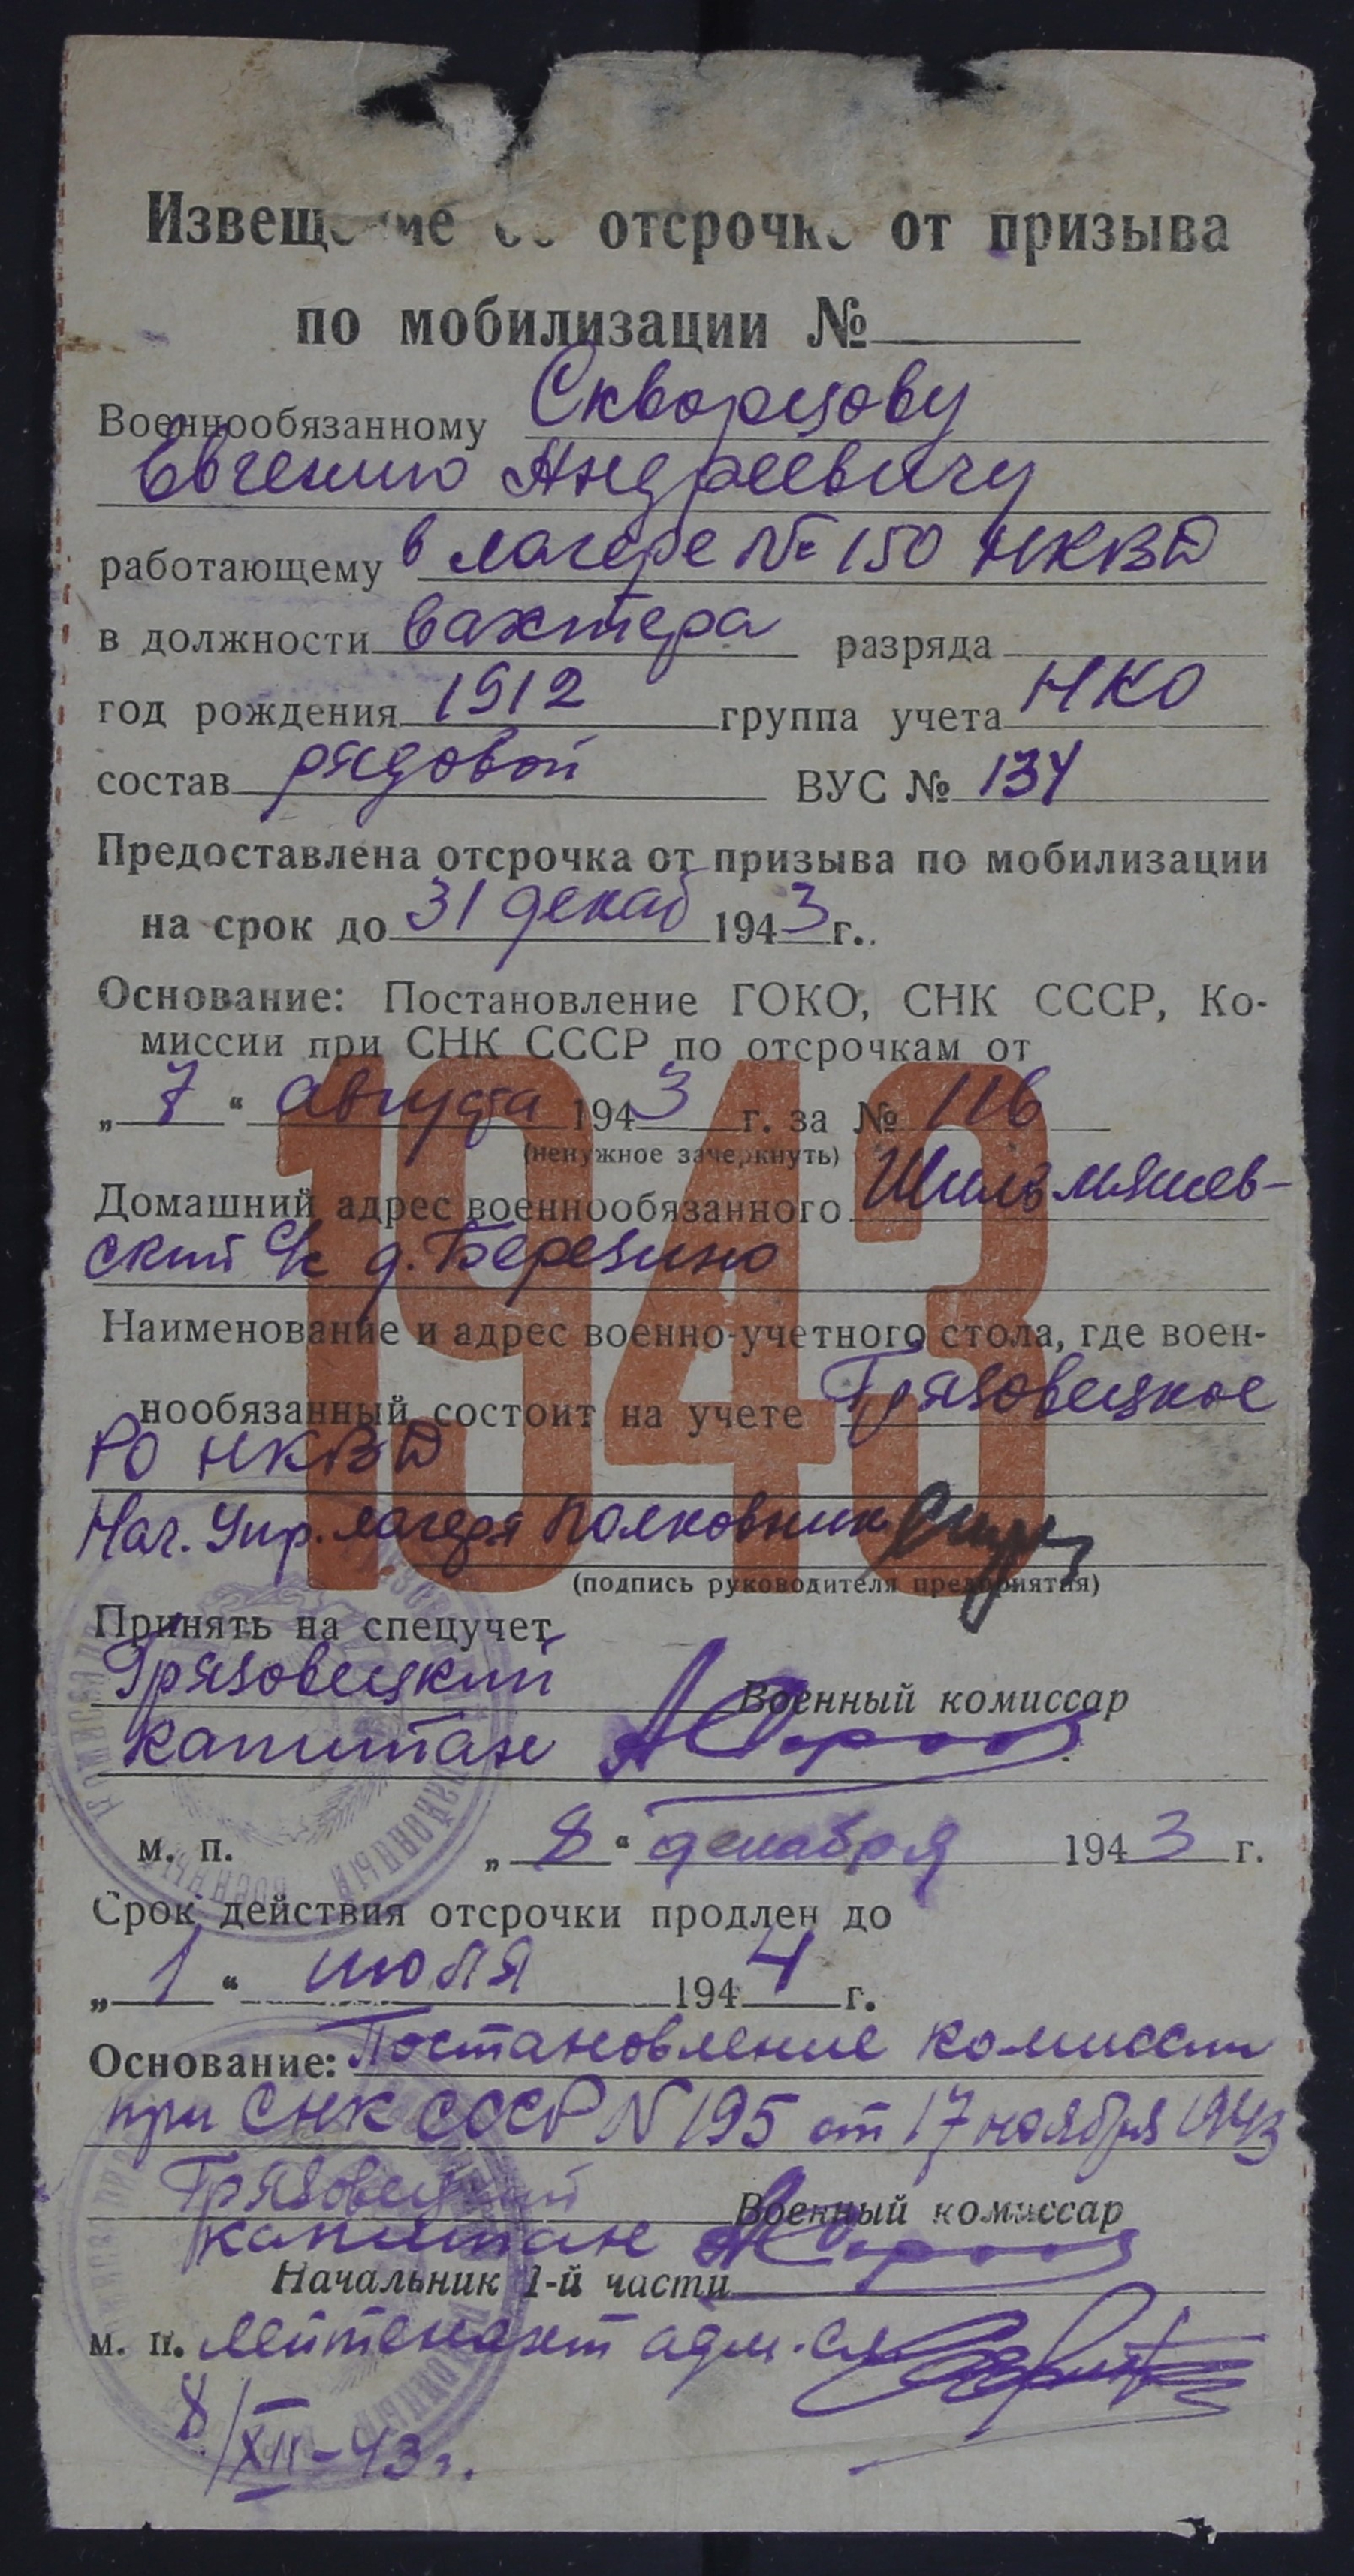 Извещение об отсрочке от призыва
по мобилизации №
Военнообязанному Скворцову
Евгению Андреевичу
работающему в лагере № 150 НКВД
в должности вахтера разряда
год рождения 1912 группа учета НКО
состав рядовой ВУС № 134
Предоставлена отсрочка от призыва по мобилизации
на срок до 31 декаб 1943 г.
Основание: Постановление ГОКО, СНК СССР, Ко-
миссии при СНК СССР по отсрочкам от
„ 7 “ августа 1943 г. за № 116
(ненужное зачеркнуть)
1943
Домашний адрес военнообязанного
ский с/с д. Березино
Наименование и адрес военно-учетного стола, где воен-
нообязанный состоит на учете Грязовецкое
РО НКВД
Нач. Упр. лагеря Полковник
(подпись руководителя предприятия)
Принять на спецучет
Грязовецкий Военный комиссар
капитан
м. п. „ 8 “ декабря 1943 г.
Срок действия отсрочки продлен до
„ 1 “ июля 1944 г.
Основание: Постановление комиссии
при СНК СССР N 195 от 17 ноября 1943
Грязовецкий Военный комиссар
капитан
Начальник 1-й части
м. п. лейтенант адм. сл
8/XII-43 г.